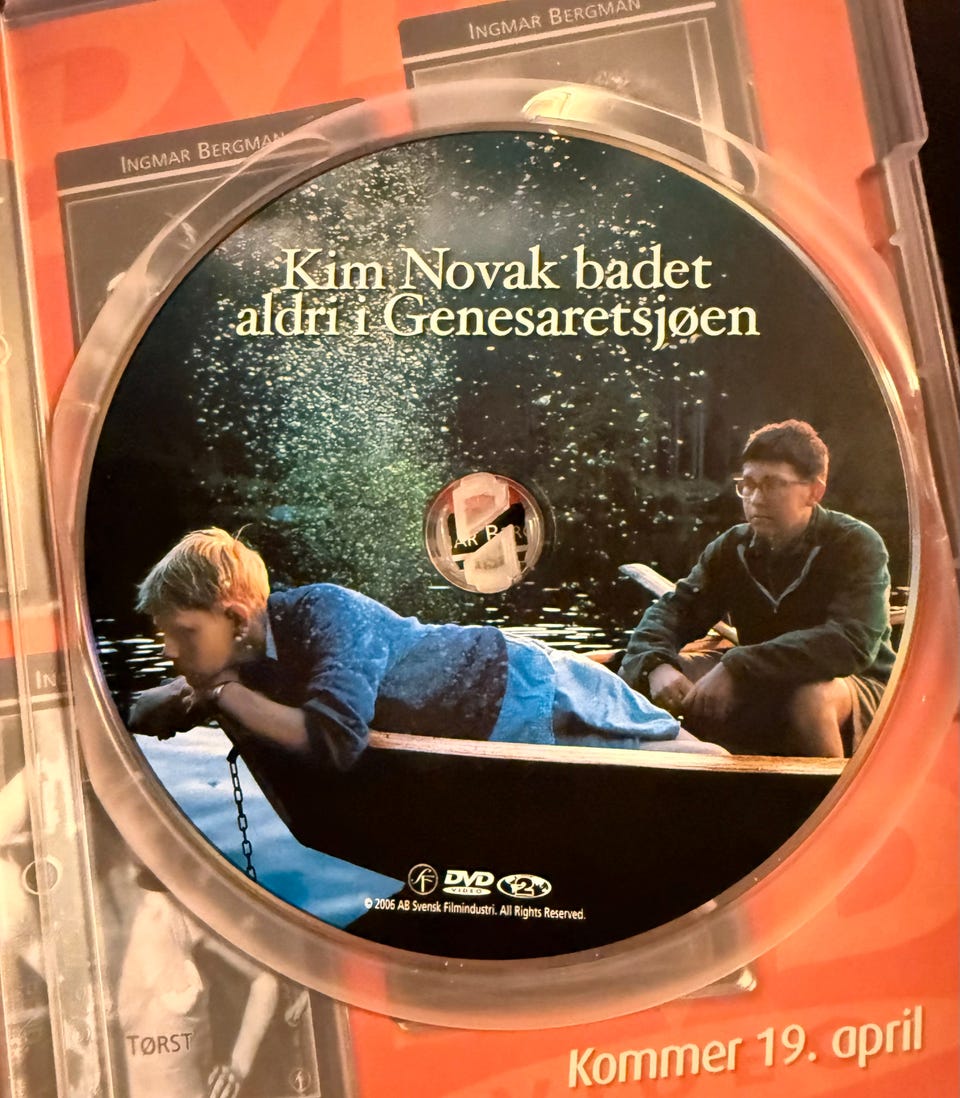 INGMAR BERGMAN
INGMAR BERGMAN
Kim Novak badet
aldri i Genesaretsjøen
SF DVD VIDEO 2
© 2006 AB Svensk Filmindustri. All Rights Reserved.
TØRST
Kommer 19. april